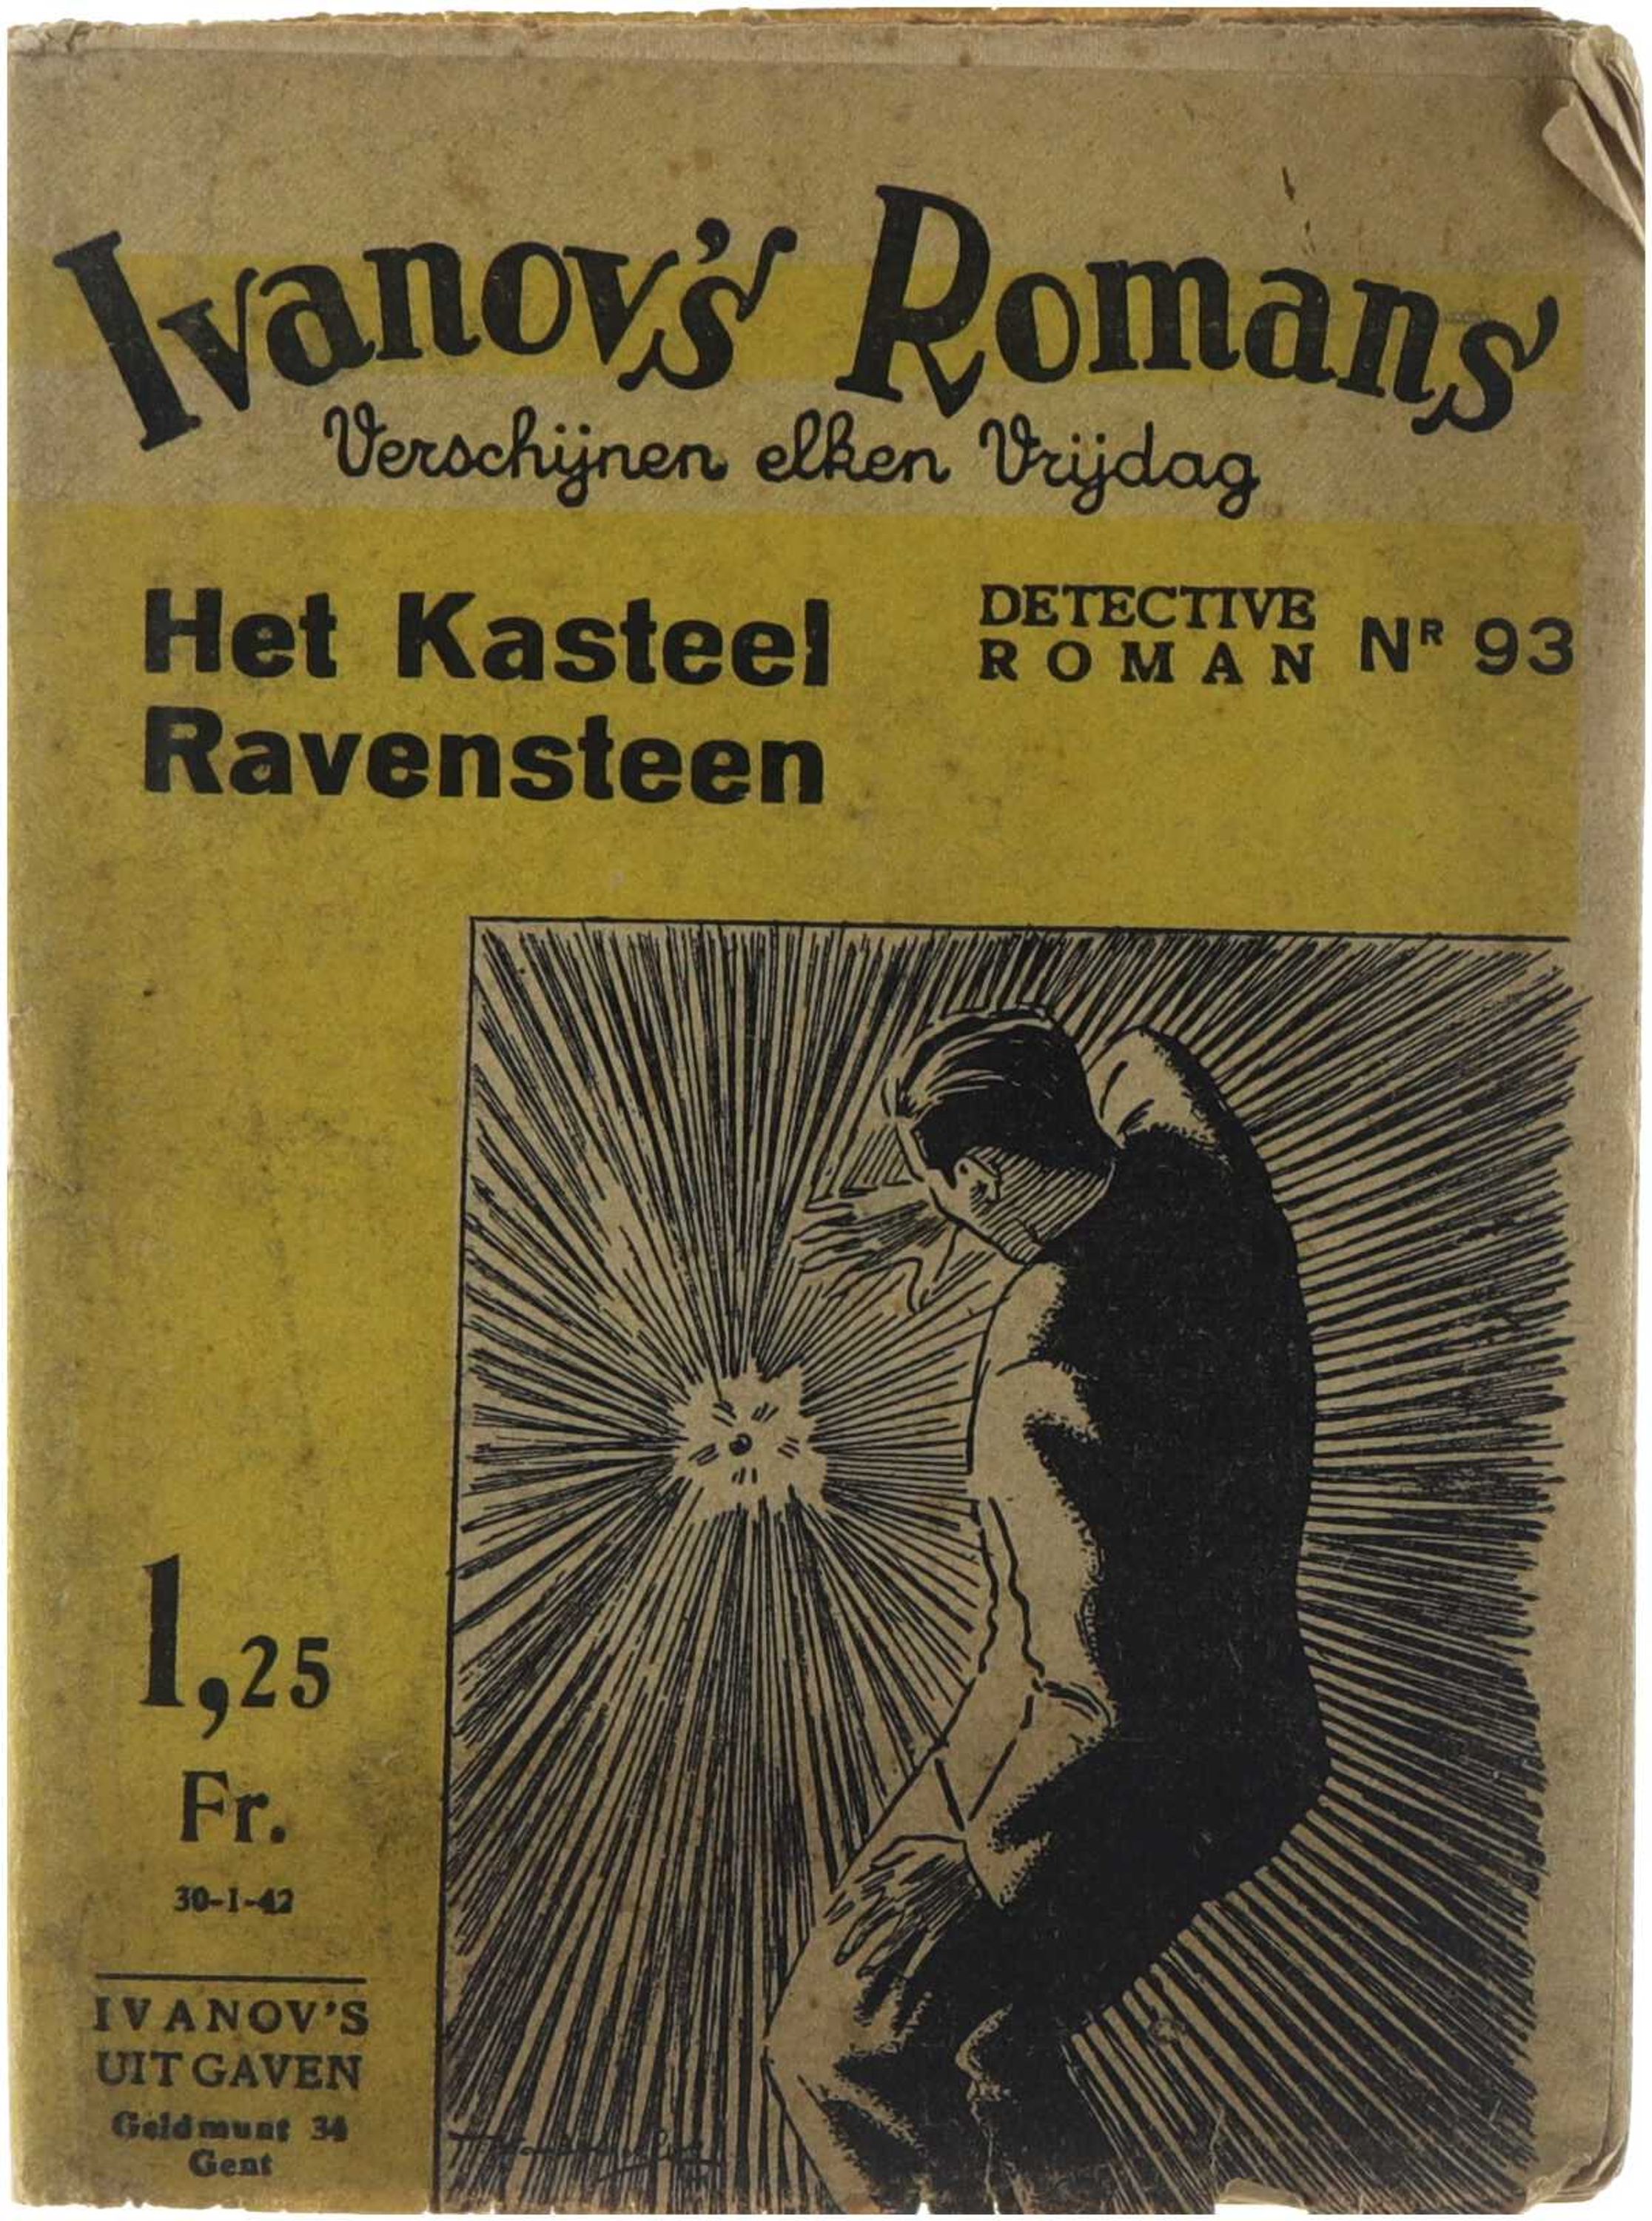 Ivanov's Romans
Verschijnen elken Vrijdag
Het Kasteel
Ravensteen
DETECTIVE
ROMAN
Nr 93
1,25
Fr.
30-1-42
IVANOV'S
UITGAVEN
Geldmunt 34
Gent